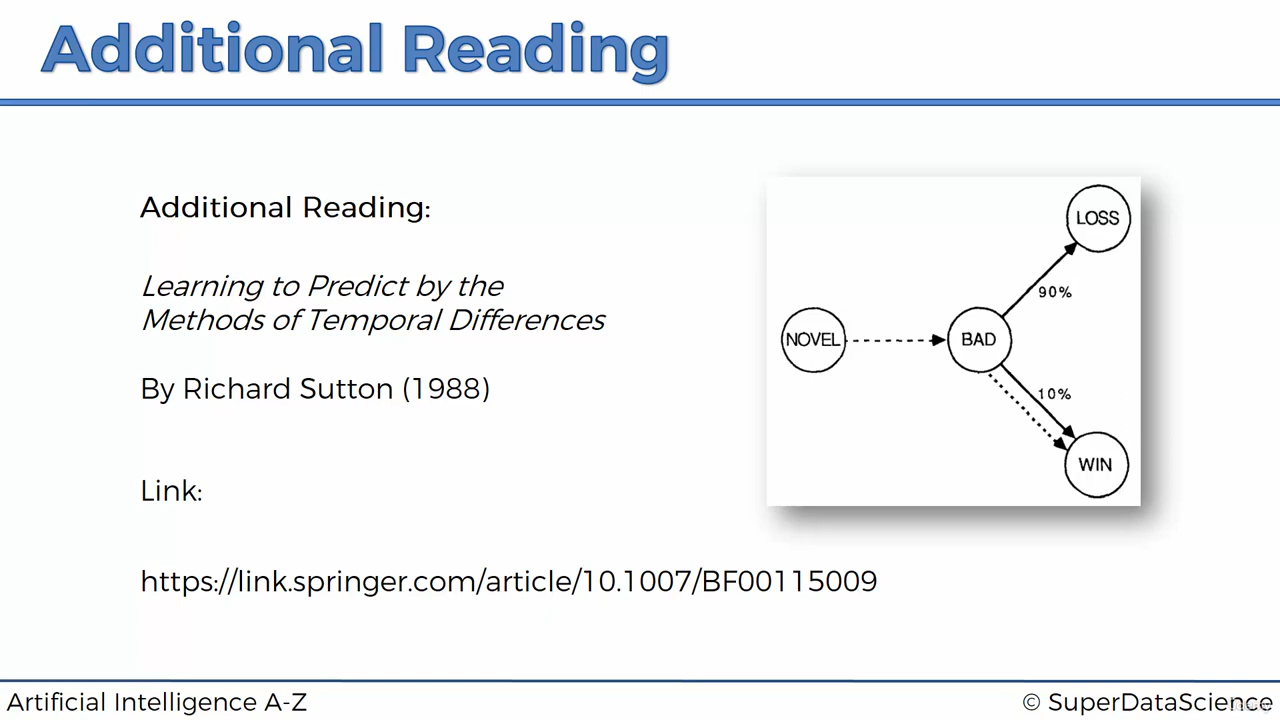 Additional Reading
Additional Reading:
Learning to Predict by the
Methods of Temporal Differences
By Richard Sutton (1988)
Link:
https://link.springer.com/article/10.1007/BF00115009
LOSS
90%
NOVEL
BAD
10%
WIN
Artificial Intelligence A-Z
© SuperDataScience